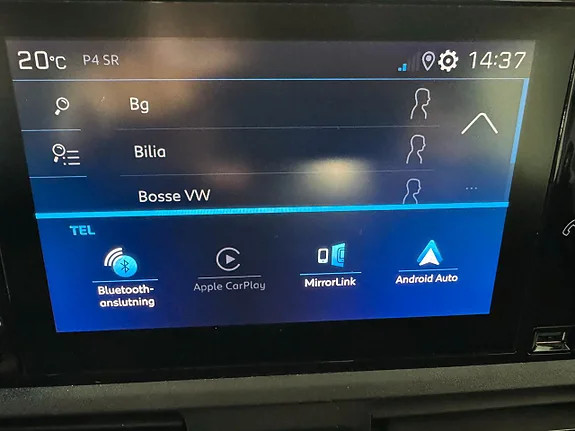 20°C P4 SR 14:37
Bg
Bilia
Bosse VW
TEL
Bluetooth-
anslutning
Apple CarPlay
MirrorLink
Android Auto